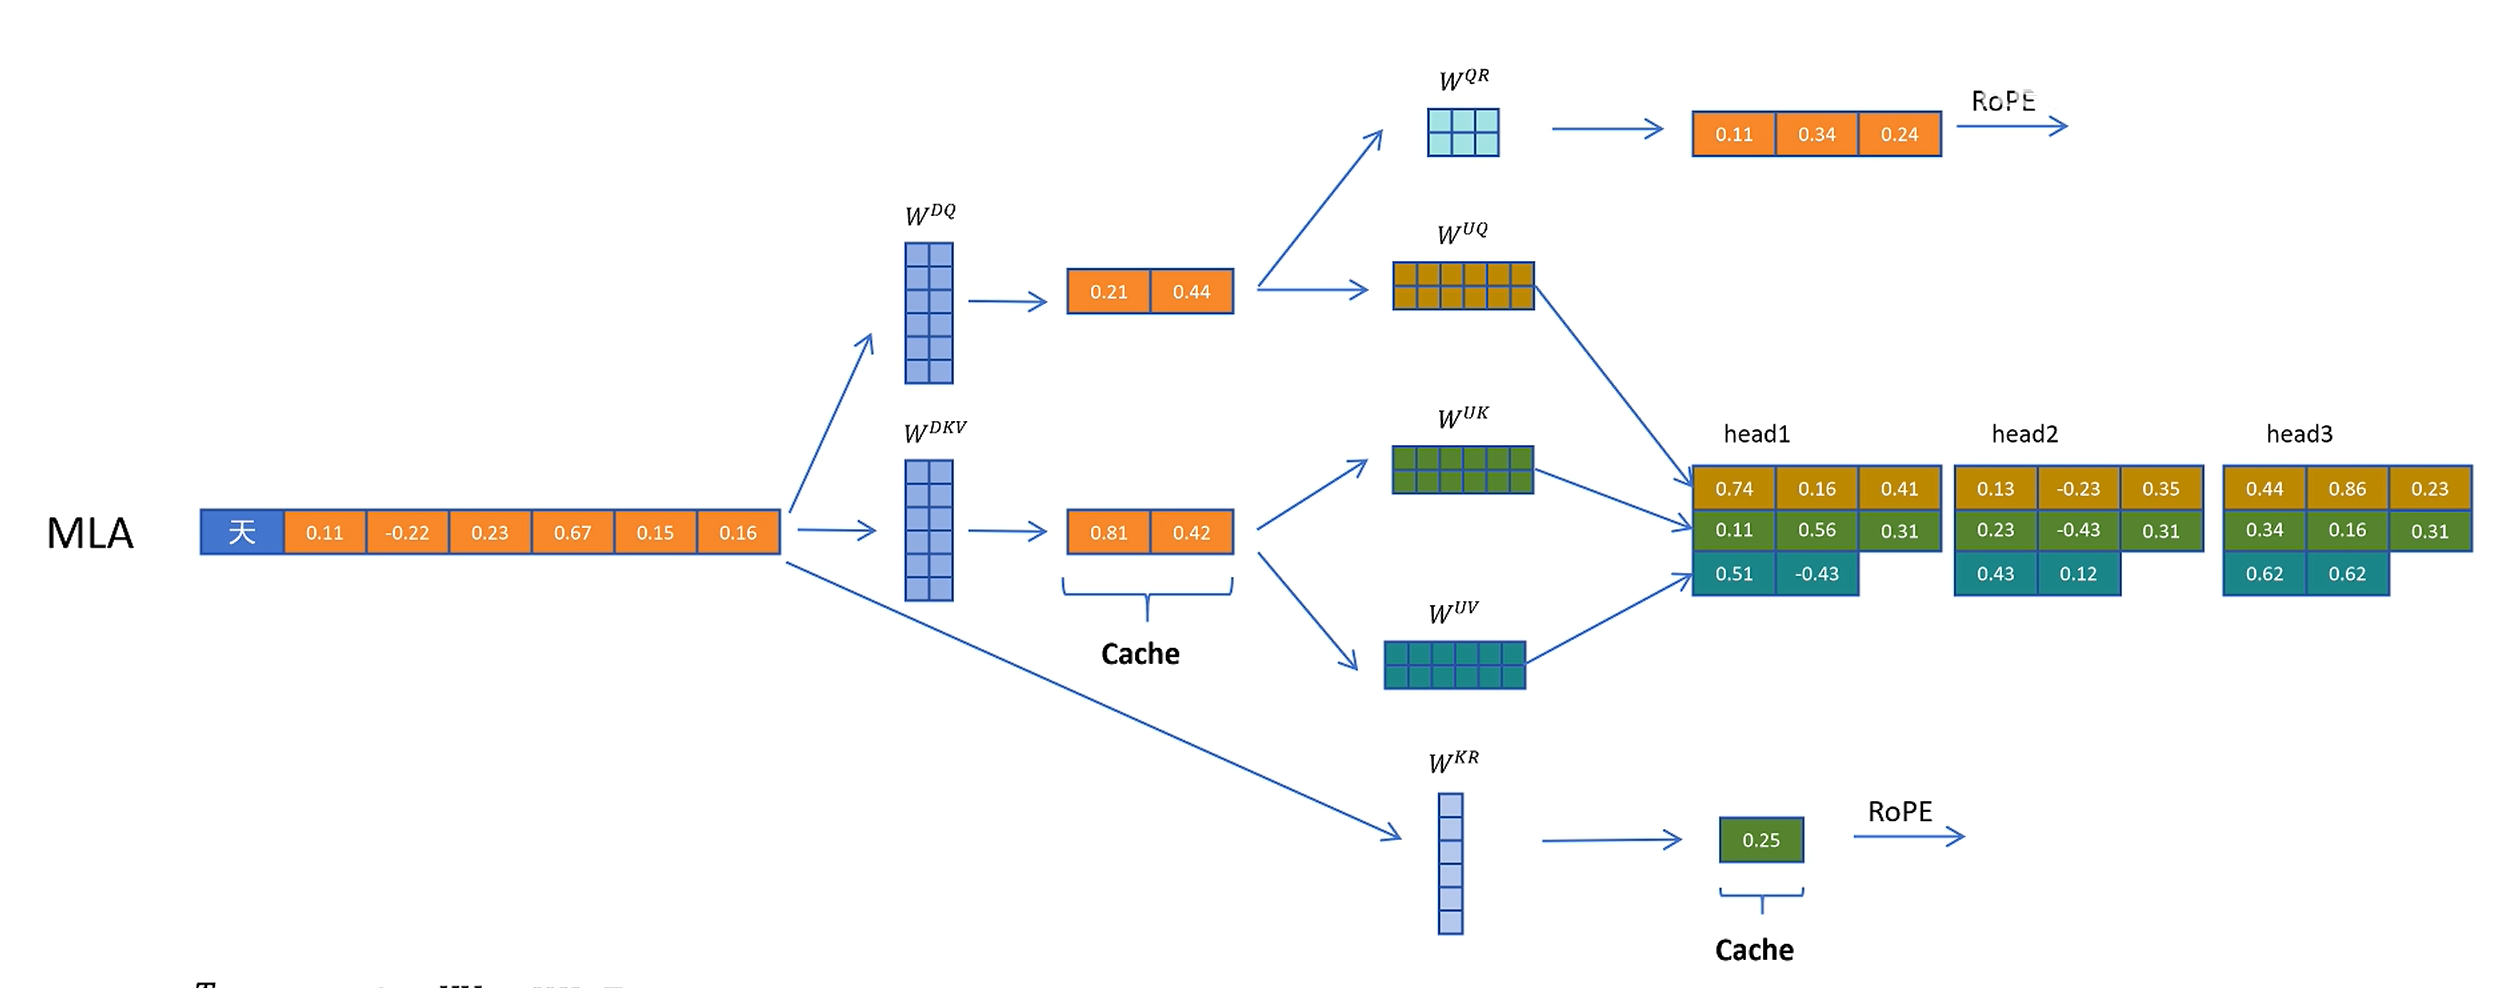 W^{QR}
RoPE
0.11 0.34 0.24
W^{DQ}
W^{UQ}
0.21 0.44
W^{DKV}
W^{UK}
head1 head2 head3
0.74 0.16 0.41 0.13 -0.23 0.35 0.44 0.86 0.23
MLA 天 0.11 -0.22 0.23 0.67 0.15 0.16 0.81 0.42 0.11 0.56 0.31 0.23 -0.43 0.31 0.34 0.16 0.31
0.51 -0.43 0.43 0.12 0.62 0.62
W^{UV}
Cache
W^{KR}
RoPE
0.25
Cache